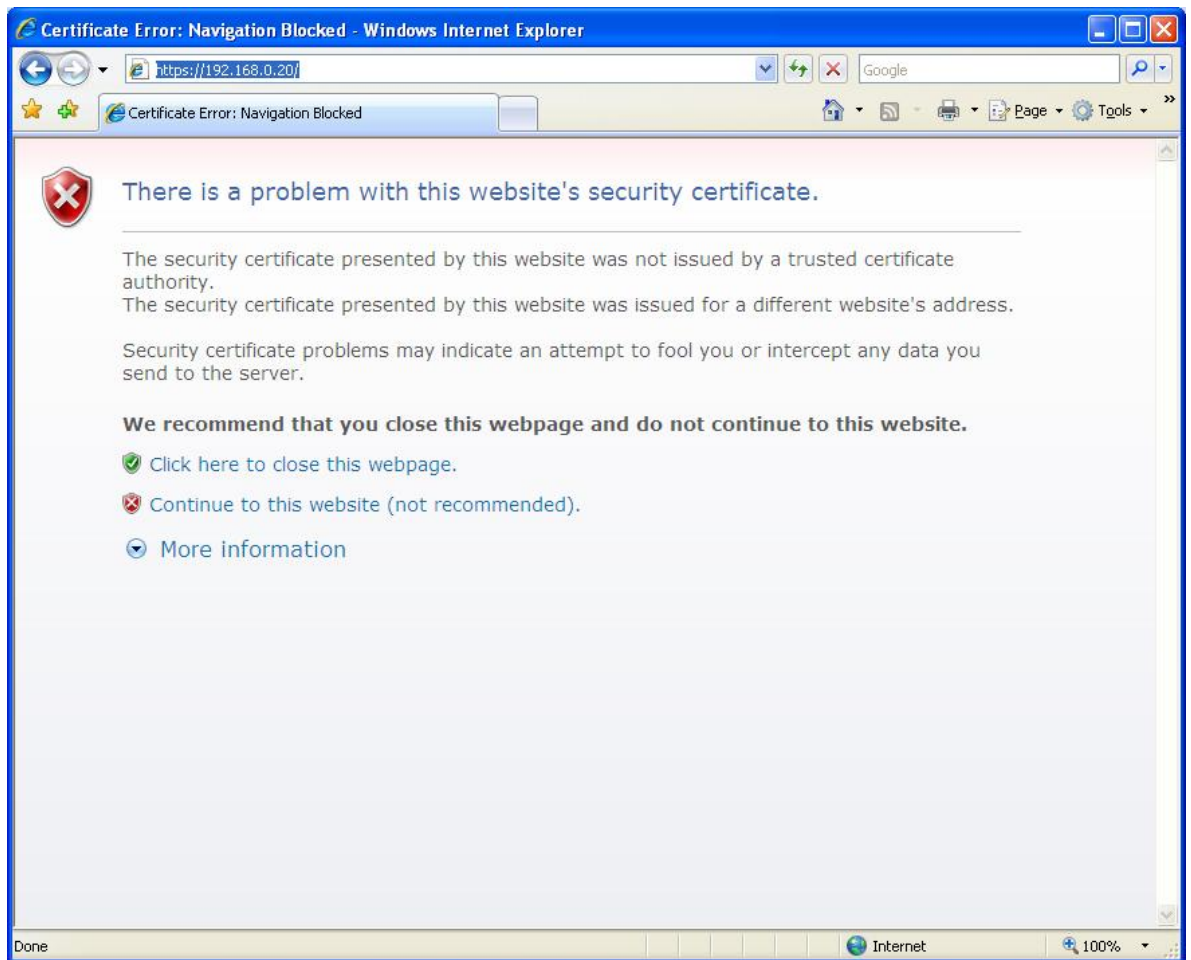 Certificate Error: Navigation Blocked - Windows Internet Explorer
https://192.168.0.20/
Google
Certificate Error: Navigation Blocked
Page
Tools
»
There is a problem with this website's security certificate.
The security certificate presented by this website was not issued by a trusted certificate
authority.
The security certificate presented by this website was issued for a different website's address.
Security certificate problems may indicate an attempt to fool you or intercept any data you
send to the server.
We recommend that you close this webpage and do not continue to this website.
Click here to close this webpage.
Continue to this website (not recommended).
More information
Done
Internet
100%